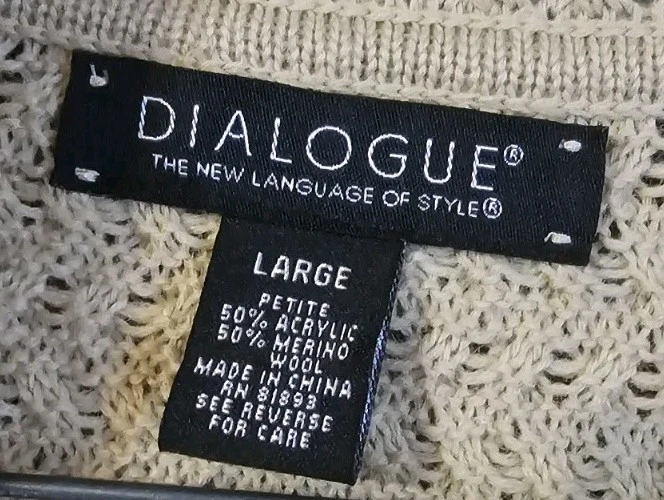 DIALOGUE®
THE NEW LANGUAGE OF STYLE®
LARGE
PETITE
50% ACRYLIC
50% MERINO
WOOL
MADE IN CHINA
RN 81893
SEE REVERSE
FOR CARE